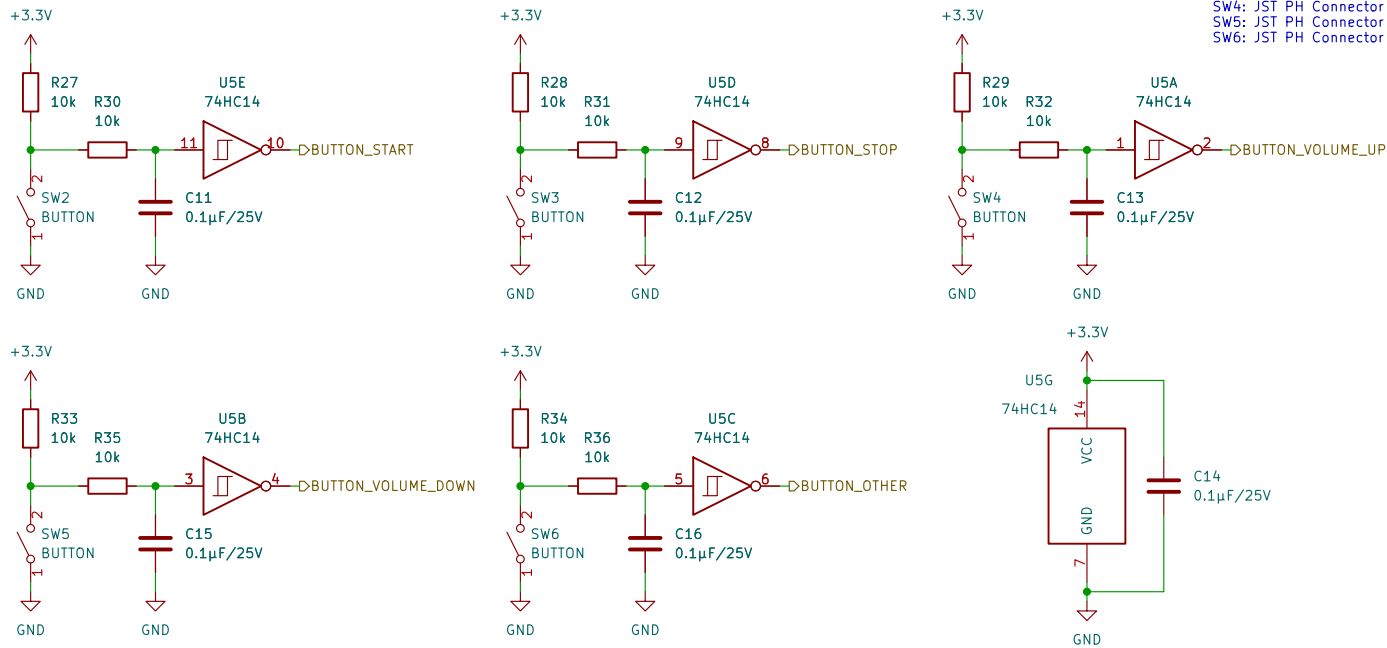 SW4: JST PH Connector
SW5: JST PH Connector
SW6: JST PH Connector
+3.3V
R27
10k
R30
10k
U5E
74HC14
11
10
BUTTON_START
2
SW2
BUTTON
1
C11
0.1µF/25V
GND
GND
+3.3V
R28
10k
R31
10k
U5D
74HC14
9
8
BUTTON_STOP
2
SW3
BUTTON
1
C12
0.1µF/25V
GND
GND
+3.3V
R29
10k
R32
10k
U5A
74HC14
1
2
BUTTON_VOLUME_UP
2
SW4
BUTTON
1
C13
0.1µF/25V
GND
GND
+3.3V
R33
10k
R35
10k
U5B
74HC14
3
4
BUTTON_VOLUME_DOWN
2
SW5
BUTTON
1
C15
0.1µF/25V
GND
GND
+3.3V
R34
10k
R36
10k
U5C
74HC14
5
6
BUTTON_OTHER
2
SW6
BUTTON
1
C16
0.1µF/25V
GND
GND
+3.3V
U5G
74HC14
14
VCC
GND
7
C14
0.1µF/25V
GND